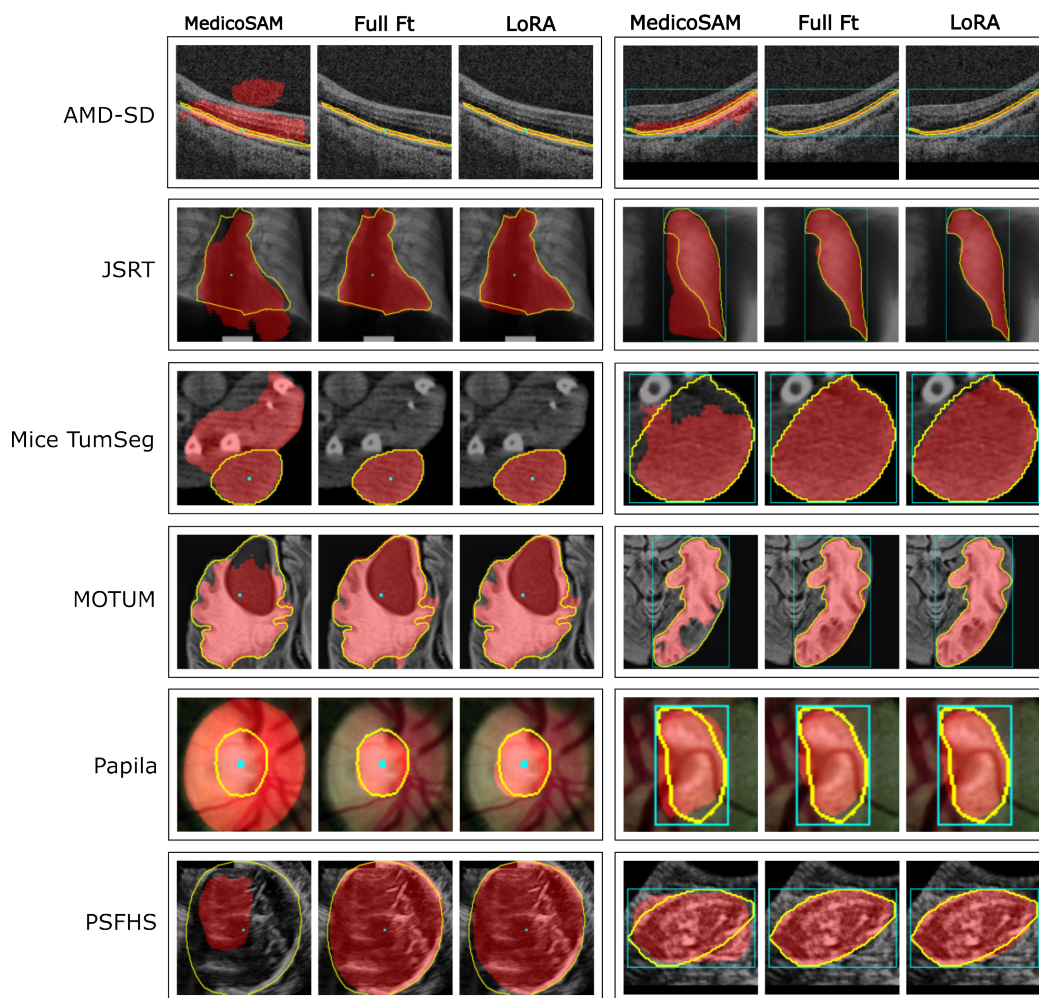 MedicoSAM Full Ft LoRA MedicoSAM Full Ft LoRA
AMD-SD
JSRT
Mice TumSeg
MOTUM
Papila
PSFHS